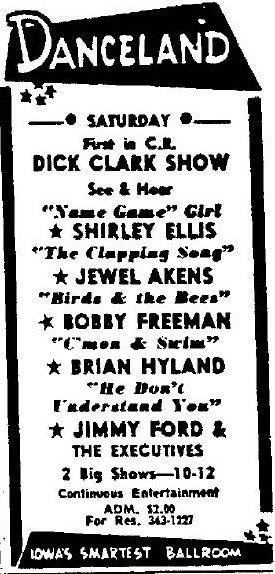 DANCELAND
SATURDAY
First in C.R.
DICK CLARK SHOW
See & Hear
"Name Game" Girl
★ SHIRLEY ELLIS
"The Clapping Song"
★ JEWEL AKENS
"Birds & the Bees"
★ BOBBY FREEMAN
"C'mon & Swim"
★ BRIAN HYLAND
"He Don't
Understand You"
★ JIMMY FORD &
THE EXECUTIVES
2 Big Shows—10-12
Continuous Entertainment
ADM. $2.00
For Res. 363-1227
IOWA'S SMARTEST BALLROOM